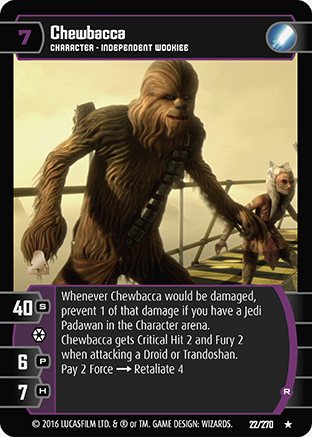 7 Chewbacca
CHARACTER - INDEPENDENT WOOKIEE
40 S
6 P
7 H
Whenever Chewbacca would be damaged,
prevent 1 of that damage if you have a Jedi
Padawan in the Character arena.
Chewbacca gets Critical Hit 2 and Fury 2
when attacking a Droid or Trandoshan.
Pay 2 Force → Retaliate 4
R
© 2016 LUCASFILM LTD. & ® OR TM. GAME DESIGN: WIZARDS. 22/270 ★